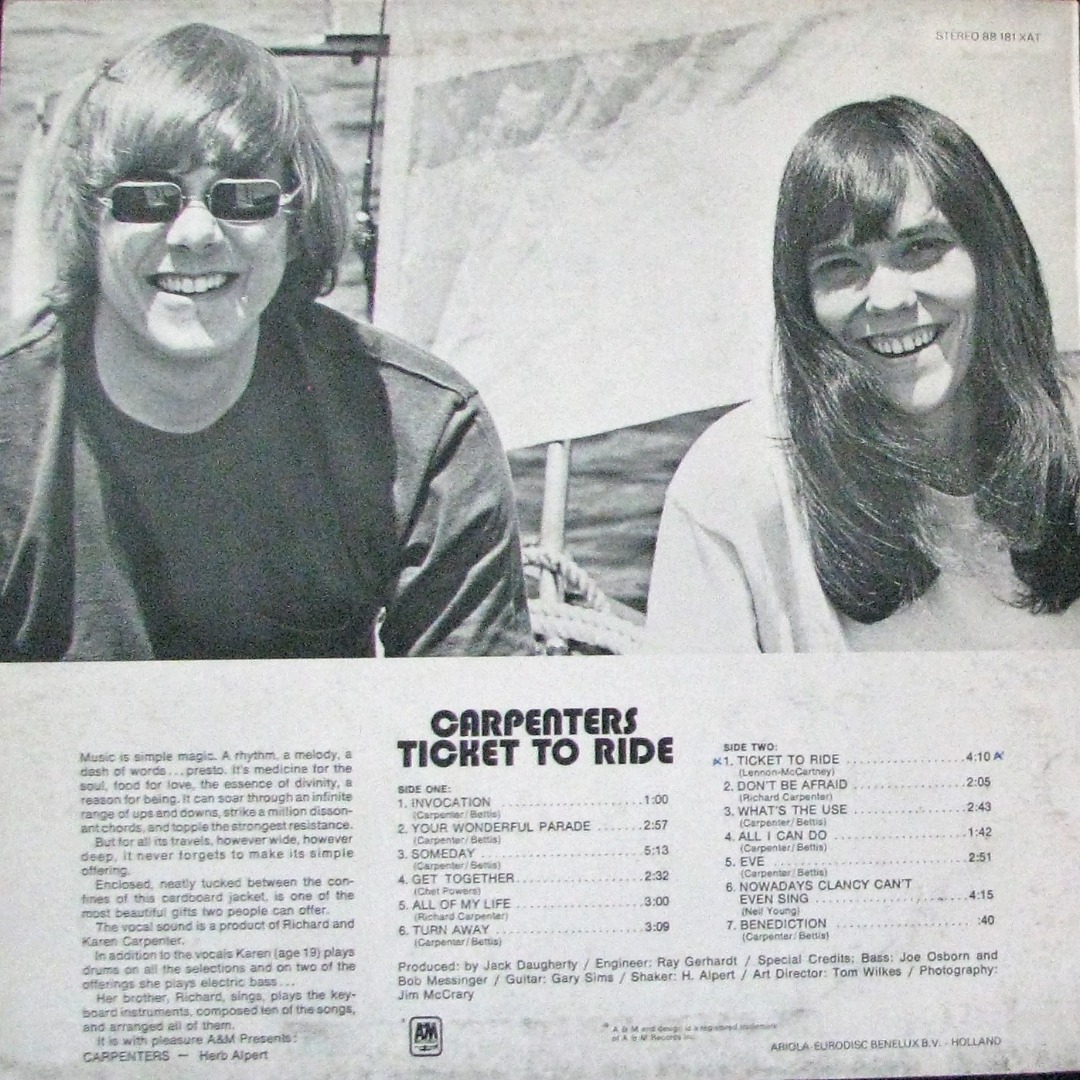 STEREO 88 181 XAT
CARPENTERS
TICKET TO RIDE
Music is simple magic. A rhythm, a melody, a
dash of words...presto. It's medicine for the
soul, food for love, the essence of divinity, a
reason for being. It can soar through an infinite
range of ups and downs, strike a million disson-
ant chords, and topple the strongest resistance.
But for all its travels, however wide, however
deep, it never forgets to make its simple
offering.
Enclosed, neatly tucked between the con-
fines of this cardboard jacket, is one of the
most beautiful gifts two people can offer.
The vocal sound is a product of Richard and
Karen Carpenter.
In addition to the vocals Karen (age 19) plays
drums on all the selections and on two of the
offerings she plays electric bass...
Her brother, Richard, sings, plays the key-
board instruments, composed ten of the songs,
and arranged all of them.
It is with pleasure A&M Presents:
CARPENTERS — Herb Alpert
SIDE ONE:
1. INVOCATION ....................1:00
(Carpenter/Bettis)
2. YOUR WONDERFUL PARADE .......2:57
(Carpenter/Bettis)
3. SOMEDAY .......................5:13
(Carpenter/Bettis)
4. GET TOGETHER..................2:32
(Chet Powers)
5. ALL OF MY LIFE ..................3:00
(Richard Carpenter)
6. TURN AWAY .....................3:09
(Carpenter/Bettis)
SIDE TWO:
1. TICKET TO RIDE ..................4:10
(Lennon-McCartney)
2. DON'T BE AFRAID .................2:05
(Richard Carpenter)
3. WHAT'S THE USE .................2:43
(Carpenter/Bettis)
4. ALL I CAN DO ....................1:42
(Carpenter/Bettis)
5. EVE .............................2:51
(Carpenter/Bettis)
6. NOWADAYS CLANCY CAN'T
EVEN SING .......................4:15
(Neil Young)
7. BENEDICTION ....................:40
(Carpenter/Bettis)
Produced: by Jack Daugherty / Engineer: Ray Gerhardt / Special Credits: Bass: Joe Osborn and
Bob Messinger / Guitar: Gary Sims / Shaker: H. Alpert / Art Director: Tom Wilkes / Photography:
Jim McCrary
A&M
* A & M and design is a registered trademark
of A & M Records Inc.
ARIOLA-EURODISC BENELUX B.V. - HOLLAND